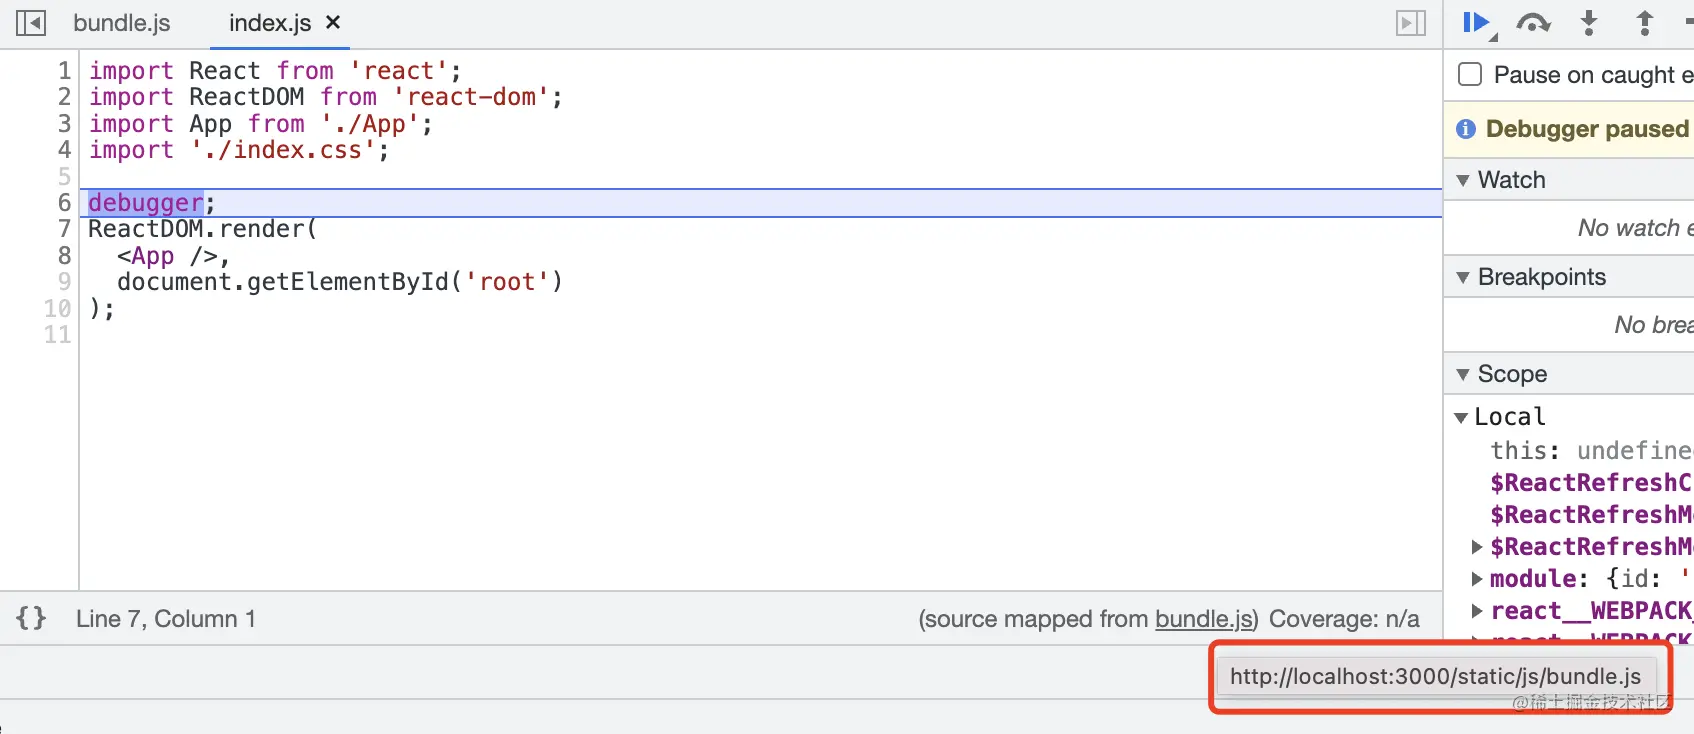 bundle.js
index.js ×
1 import React from 'react';
2 import ReactDOM from 'react-dom';
3 import App from './App';
4 import './index.css';
5
6 debugger;
7 ReactDOM.render(
8 <App />,
9 document.getElementById('root')
10 );
11
{} Line 7, Column 1
(source mapped from bundle.js) Coverage: n/a
http://localhost:3000/static/js/bundle.js
Pause on caught e
Debugger paused
Watch
No watch e
Breakpoints
No brea
Scope
Local
this: undefined
$ReactRefreshC
$ReactRefreshM
$ReactRefreshM
module: {id: '
react__WEBPACK_
react__WEBPACK
@稀土掘金技术社区